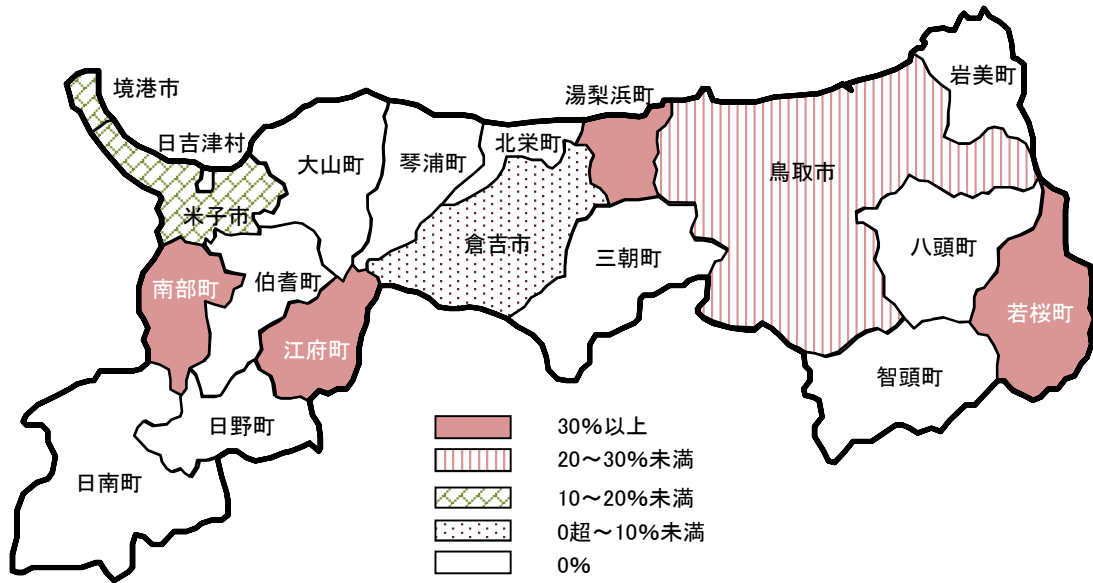 岩美町
境港市
湯梨浜町
日吉津村
北栄町
大山町
琴浦町
鳥取市
米子市
倉吉市
八頭町
三朝町
伯耆町
南部町
若桜町
江府町
智頭町
日野町
日南町
30%以上
20~30%未満
10~20%未満
0超~10%未満
0%